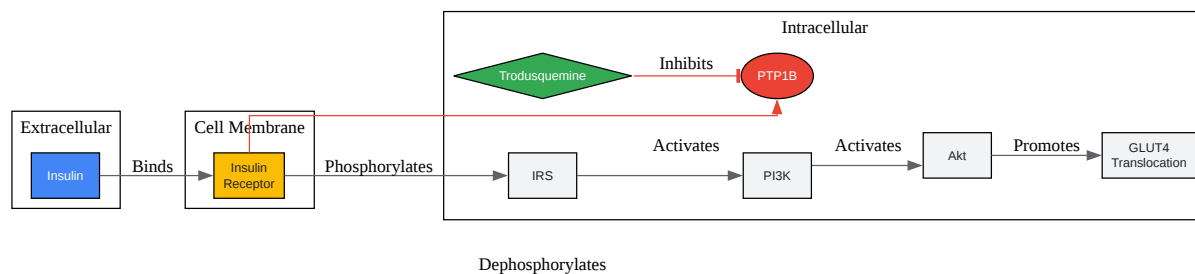 Intracellular
Trodusquemine
Inhibits
PTP1B
Extracellular
Cell Membrane
Insulin
Binds
Insulin
Receptor
Phosphorylates
IRS
Activates
PI3K
Activates
Akt
Promotes
GLUT4
Translocation
Dephosphorylates